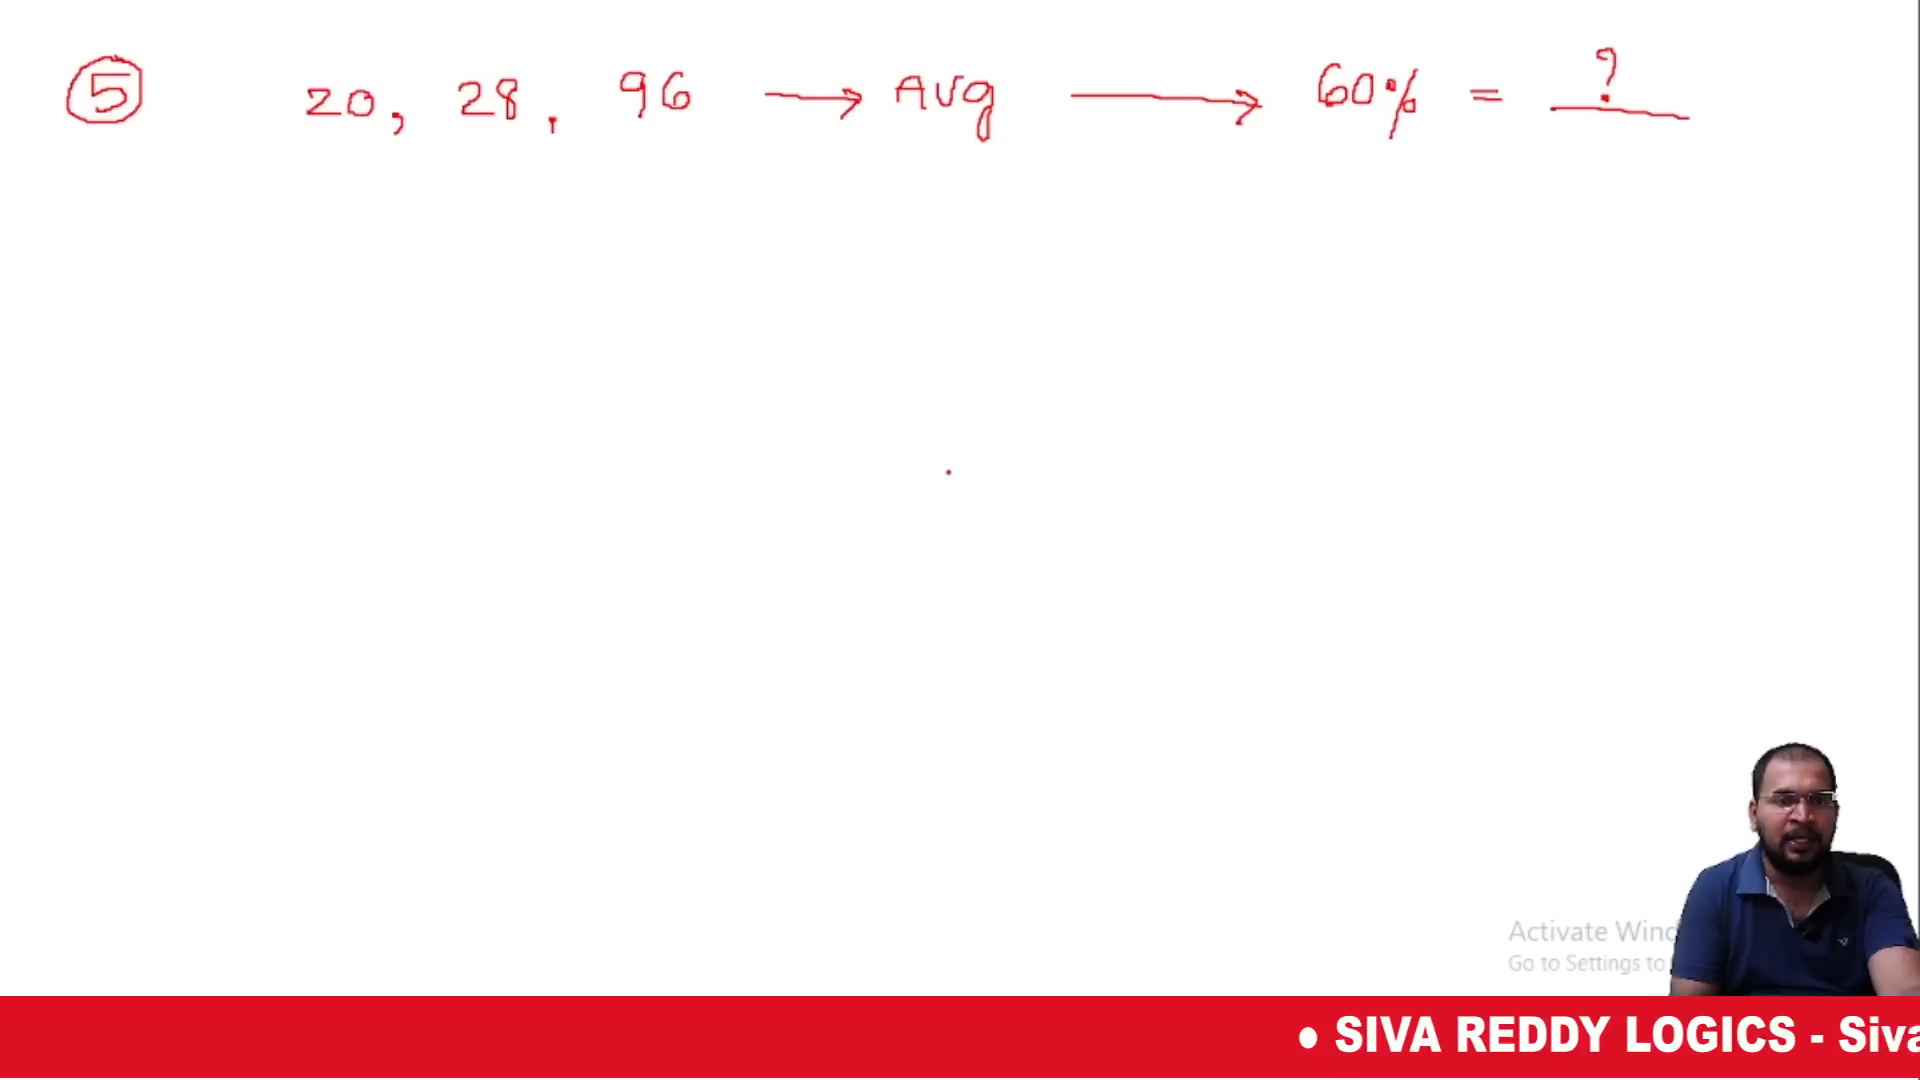 5 20, 28, 96 → Avg → 60% = ?
Activate Wind
Go to Settings to
• SIVA REDDY LOGICS - Siva